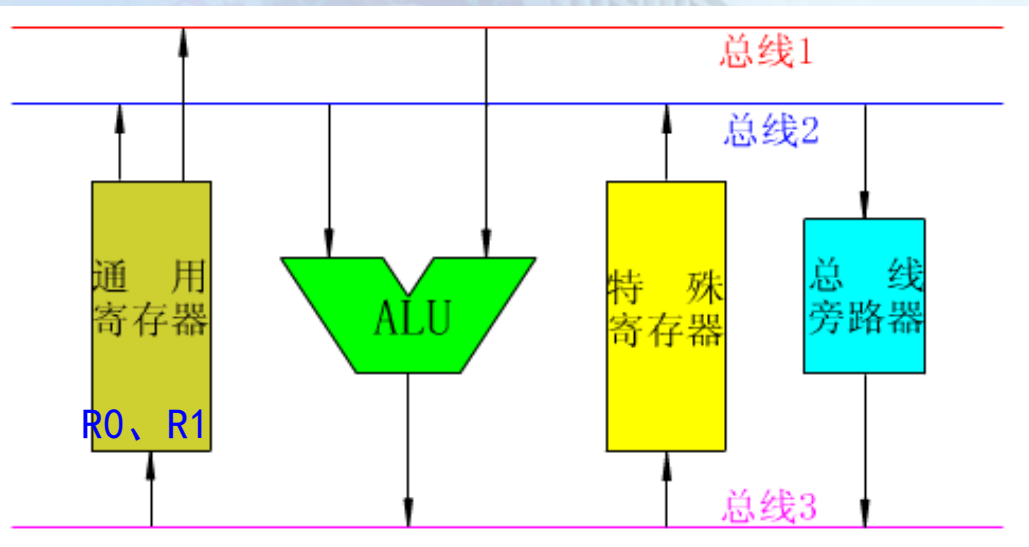 总线1
总线2
通 用
寄存器
R0、R1
ALU
特 殊
寄存器
总 线
旁路器
总线3